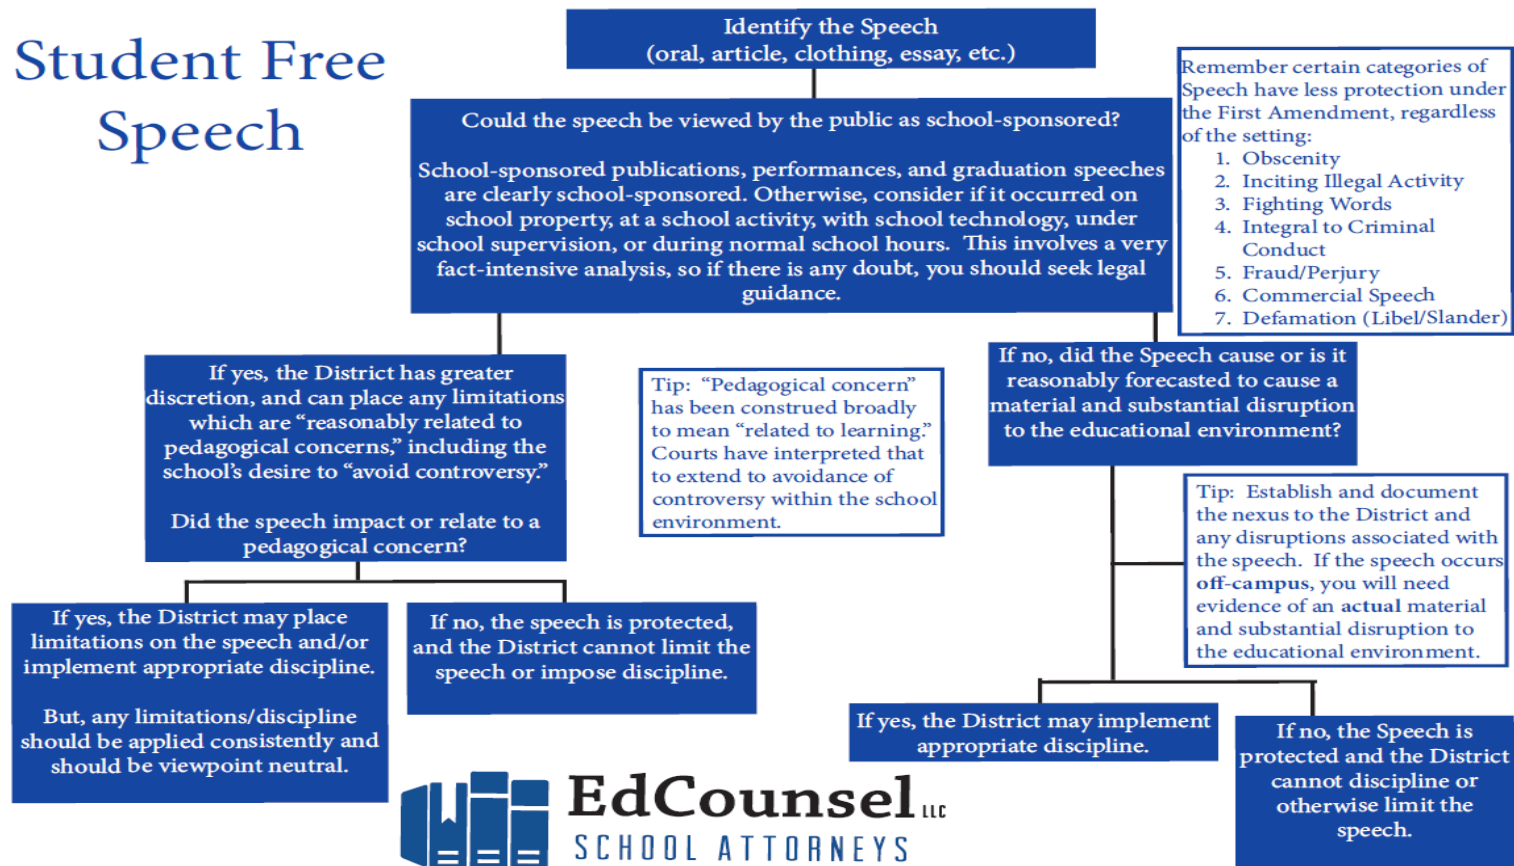 Student Free
Speech
Identify the Speech
(oral, article, clothing, essay, etc.)
Remember certain categories of
Speech have less protection under
the First Amendment, regardless
of the setting:
1. Obscenity
2. Inciting Illegal Activity
3. Fighting Words
4. Integral to Criminal
Conduct
5. Fraud/Perjury
6. Commercial Speech
7. Defamation (Libel/Slander)
Could the speech be viewed by the public as school-sponsored?
School-sponsored publications, performances, and graduation speeches
are clearly school-sponsored. Otherwise, consider if it occurred on
school property, at a school activity, with school technology, under
school supervision, or during normal school hours. This involves a very
fact-intensive analysis, so if there is any doubt, you should seek legal
guidance.
If yes, the District has greater
discretion, and can place any limitations
which are “reasonably related to
pedagogical concerns,” including the
school’s desire to “avoid controversy.”
Did the speech impact or relate to a
pedagogical concern?
Tip: “Pedagogical concern”
has been construed broadly
to mean “related to learning.”
Courts have interpreted that
to extend to avoidance of
controversy within the school
environment.
If no, did the Speech cause or is it
reasonably forecasted to cause a
material and substantial disruption
to the educational environment?
Tip: Establish and document
the nexus to the District and
any disruptions associated with
the speech. If the speech occurs
off-campus, you will need
evidence of an actual material
and substantial disruption to
the educational environment.
If yes, the District may place
limitations on the speech and/or
implement appropriate discipline.
But, any limitations/discipline
should be applied consistently and
should be viewpoint neutral.
If no, the speech is protected,
and the District cannot limit the
speech or impose discipline.
If yes, the District may implement
appropriate discipline.
If no, the Speech is
protected and the District
cannot discipline or
otherwise limit the
speech.
EdCounsel LLC
SCHOOL ATTORNEYS